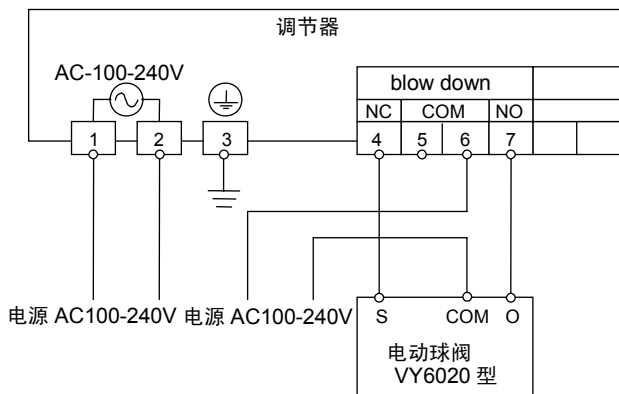 调节器
AC-100-240V
blow down
NC COM NO
1 2 3 4 5 6 7
电源 AC100-240V 电源 AC100-240V
S COM O
电动球阀
VY6020 型